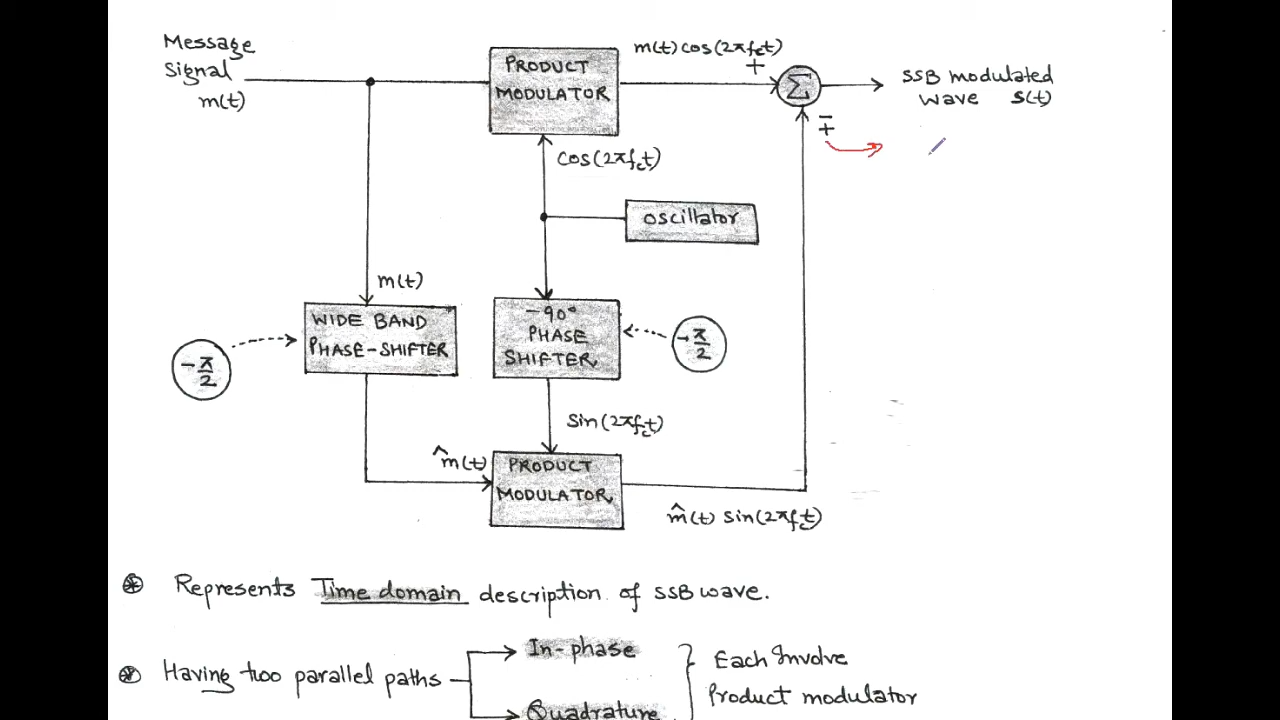 Message
Signal
m(t)
PRODUCT
MODULATOR
m(t) cos(2πfct)
+
Σ
SSB modulated
wave s(t)
∓
cos(2πfct)
oscillator
m(t)
WIDE BAND
PHASE-SHIFTER
-π/2
-90°
PHASE
SHIFTER
-π/2
Sin(2πfct)
m̂(t)
PRODUCT
MODULATOR
m̂(t) Sin(2πfct)
Represents Time domain description of SSB wave.
Having two parallel paths
In-phase
Quadrature
Each Involve
Product modulator